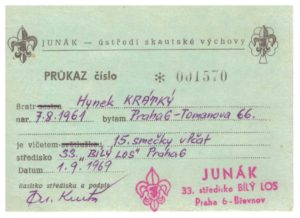 JUNÁK — ústředí skautské výchovy
PRŮKAZ číslo * 001570
Bratr sestra Hynek KRÁTKÝ
nar. 7.8.1961 bytem Praha 6 - Tomanova 66.
je vůdcem 15. smečky vlčat
středisko 33. „BÍLÝ LOS" Praha 6
Datum 1.9.1969
razítko střediska a podpis
JUNÁK
33. středisko BÍLÝ LOS
Praha 6 - Břevnov